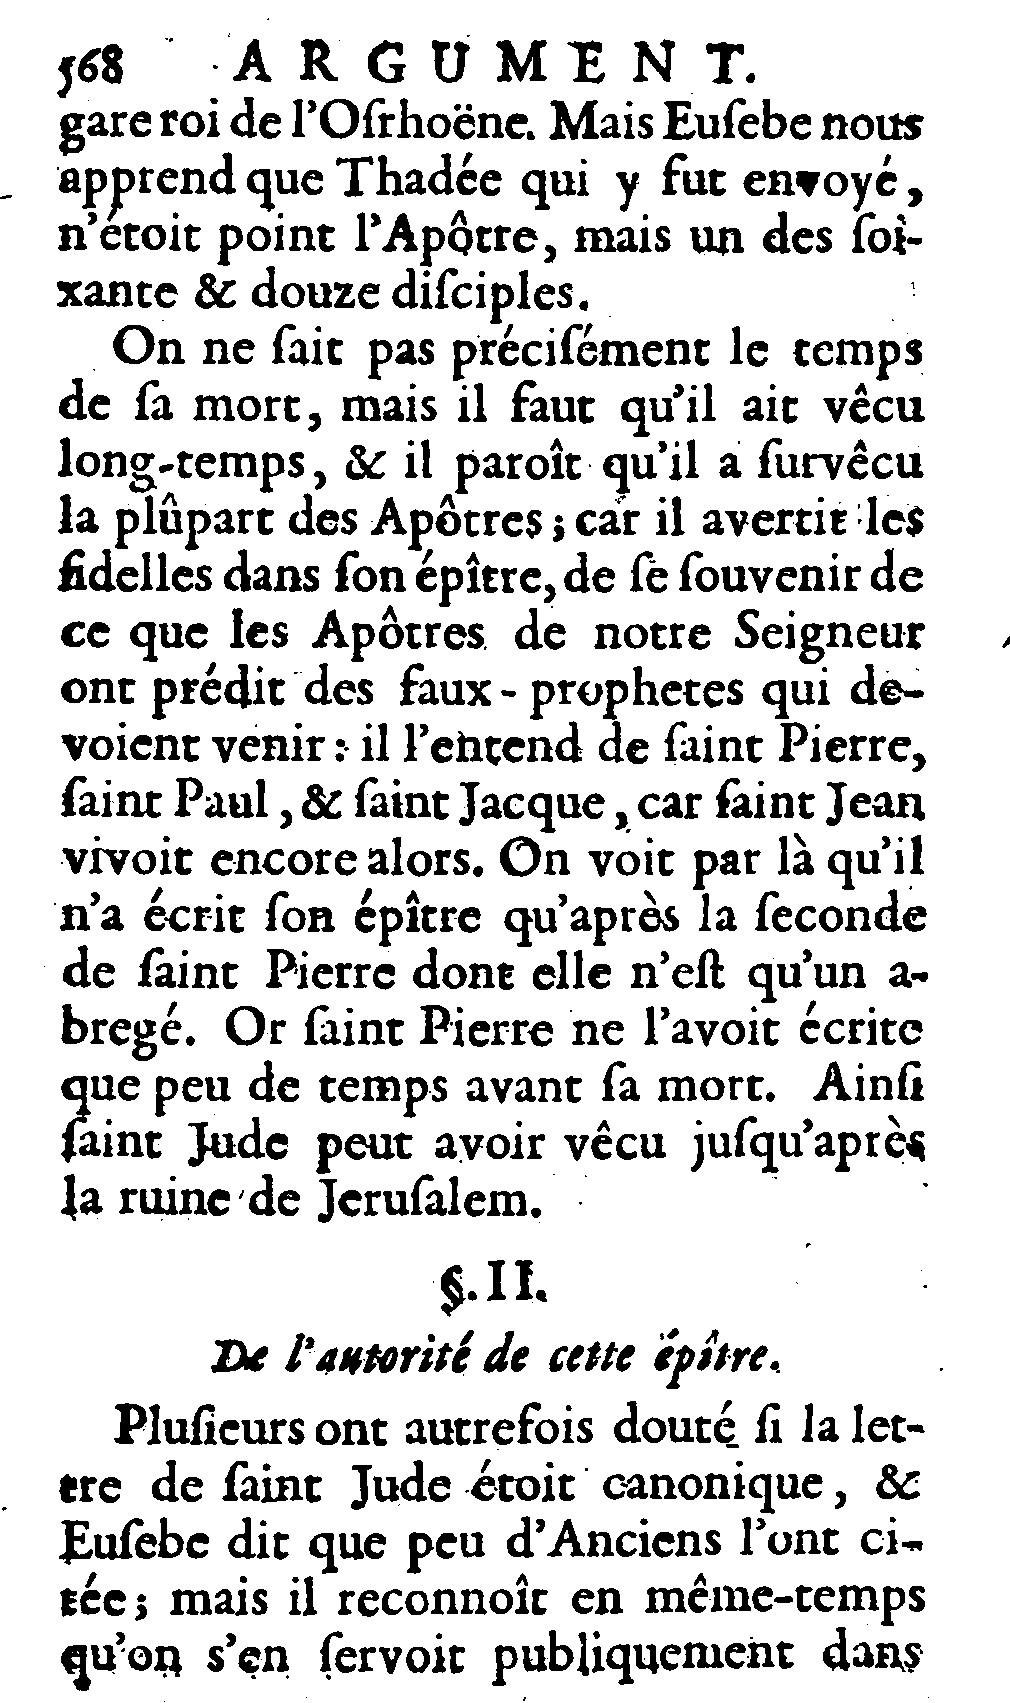 568 ARGUMENT.
gare roi de l'Oſrhoëne. Mais Euſebe nous
apprend que Thadée qui y fut envoyé,
n'étoit point l'Apôtre, mais un des ſoi-
xante & douze diſciples.
On ne ſait pas préciſément le temps
de ſa mort, mais il faut qu'il ait vêcu
long-temps, & il paroît qu'il a ſurvêcu
la plûpart des Apôtres; car il avertit les
fidelles dans ſon épître, de ſe ſouvenir de
ce que les Apôtres de notre Seigneur
ont prédit des faux-prophetes qui de-
voient venir: il l'entend de ſaint Pierre,
ſaint Paul, & ſaint Jacque, car ſaint Jean
vivoit encore alors. On voit par là qu'il
n'a écrit ſon épître qu'après la ſeconde
de ſaint Pierre dont elle n'eſt qu'un a-
bregé. Or ſaint Pierre ne l'avoit écrite
que peu de temps avant ſa mort. Ainſi
ſaint Jude peut avoir vêcu juſqu'après
la ruine de Jeruſalem.
§. II.
De l'autorité de cette épître.
Pluſieurs ont autrefois douté ſi la let-
tre de ſaint Jude étoit canonique, &
Euſebe dit que peu d'Anciens l'ont ci-
tée; mais il reconnoît en même-temps
qu'on s'en ſervoit publiquement dans